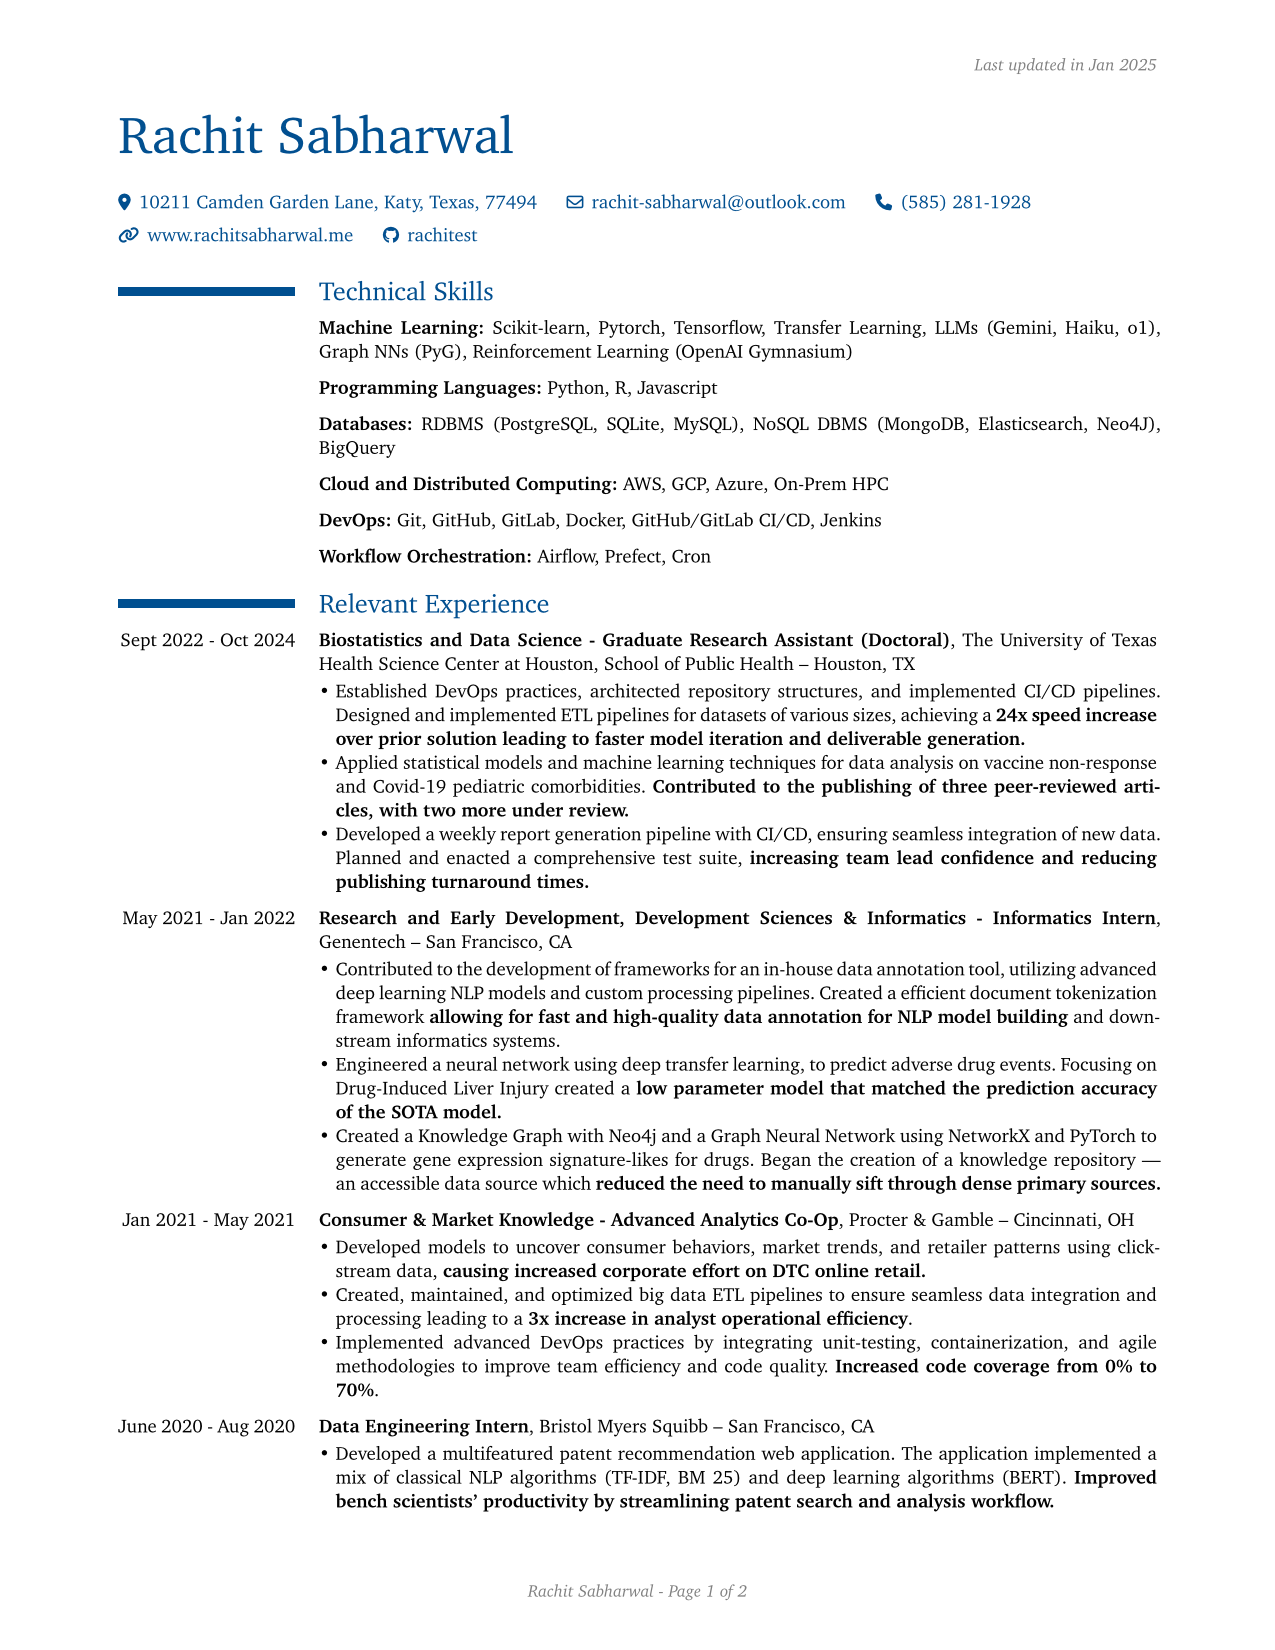 Last updated in Jan 2025
Rachit Sabharwal
10211 Camden Garden Lane, Katy, Texas, 77494 rachit-sabharwal@outlook.com (585) 281-1928
www.rachitsabharwal.me rachitest
Technical Skills
Machine Learning: Scikit-learn, Pytorch, Tensorflow, Transfer Learning, LLMs (Gemini, Haiku, o1),
Graph NNs (PyG), Reinforcement Learning (OpenAI Gymnasium)
Programming Languages: Python, R, Javascript
Databases: RDBMS (PostgreSQL, SQLite, MySQL), NoSQL DBMS (MongoDB, Elasticsearch, Neo4J),
BigQuery
Cloud and Distributed Computing: AWS, GCP, Azure, On-Prem HPC
DevOps: Git, GitHub, GitLab, Docker, GitHub/GitLab CI/CD, Jenkins
Workflow Orchestration: Airflow, Prefect, Cron
Relevant Experience
Sept 2022 - Oct 2024 Biostatistics and Data Science - Graduate Research Assistant (Doctoral), The University of Texas
Health Science Center at Houston, School of Public Health – Houston, TX
• Established DevOps practices, architected repository structures, and implemented CI/CD pipelines.
Designed and implemented ETL pipelines for datasets of various sizes, achieving a 24x speed increase
over prior solution leading to faster model iteration and deliverable generation.
• Applied statistical models and machine learning techniques for data analysis on vaccine non-response
and Covid-19 pediatric comorbidities. Contributed to the publishing of three peer-reviewed arti-
cles, with two more under review.
• Developed a weekly report generation pipeline with CI/CD, ensuring seamless integration of new data.
Planned and enacted a comprehensive test suite, increasing team lead confidence and reducing
publishing turnaround times.
May 2021 - Jan 2022 Research and Early Development, Development Sciences & Informatics - Informatics Intern,
Genentech – San Francisco, CA
• Contributed to the development of frameworks for an in-house data annotation tool, utilizing advanced
deep learning NLP models and custom processing pipelines. Created a efficient document tokenization
framework allowing for fast and high-quality data annotation for NLP model building and down-
stream informatics systems.
• Engineered a neural network using deep transfer learning, to predict adverse drug events. Focusing on
Drug-Induced Liver Injury created a low parameter model that matched the prediction accuracy
of the SOTA model.
• Created a Knowledge Graph with Neo4j and a Graph Neural Network using NetworkX and PyTorch to
generate gene expression signature-likes for drugs. Began the creation of a knowledge repository —
an accessible data source which reduced the need to manually sift through dense primary sources.
Jan 2021 - May 2021 Consumer & Market Knowledge - Advanced Analytics Co-Op, Procter & Gamble – Cincinnati, OH
• Developed models to uncover consumer behaviors, market trends, and retailer patterns using click-
stream data, causing increased corporate effort on DTC online retail.
• Created, maintained, and optimized big data ETL pipelines to ensure seamless data integration and
processing leading to a 3x increase in analyst operational efficiency.
• Implemented advanced DevOps practices by integrating unit-testing, containerization, and agile
methodologies to improve team efficiency and code quality. Increased code coverage from 0% to
70%.
June 2020 - Aug 2020 Data Engineering Intern, Bristol Myers Squibb – San Francisco, CA
• Developed a multifeatured patent recommendation web application. The application implemented a
mix of classical NLP algorithms (TF-IDF, BM 25) and deep learning algorithms (BERT). Improved
bench scientists’ productivity by streamlining patent search and analysis workflow.
Rachit Sabharwal - Page 1 of 2